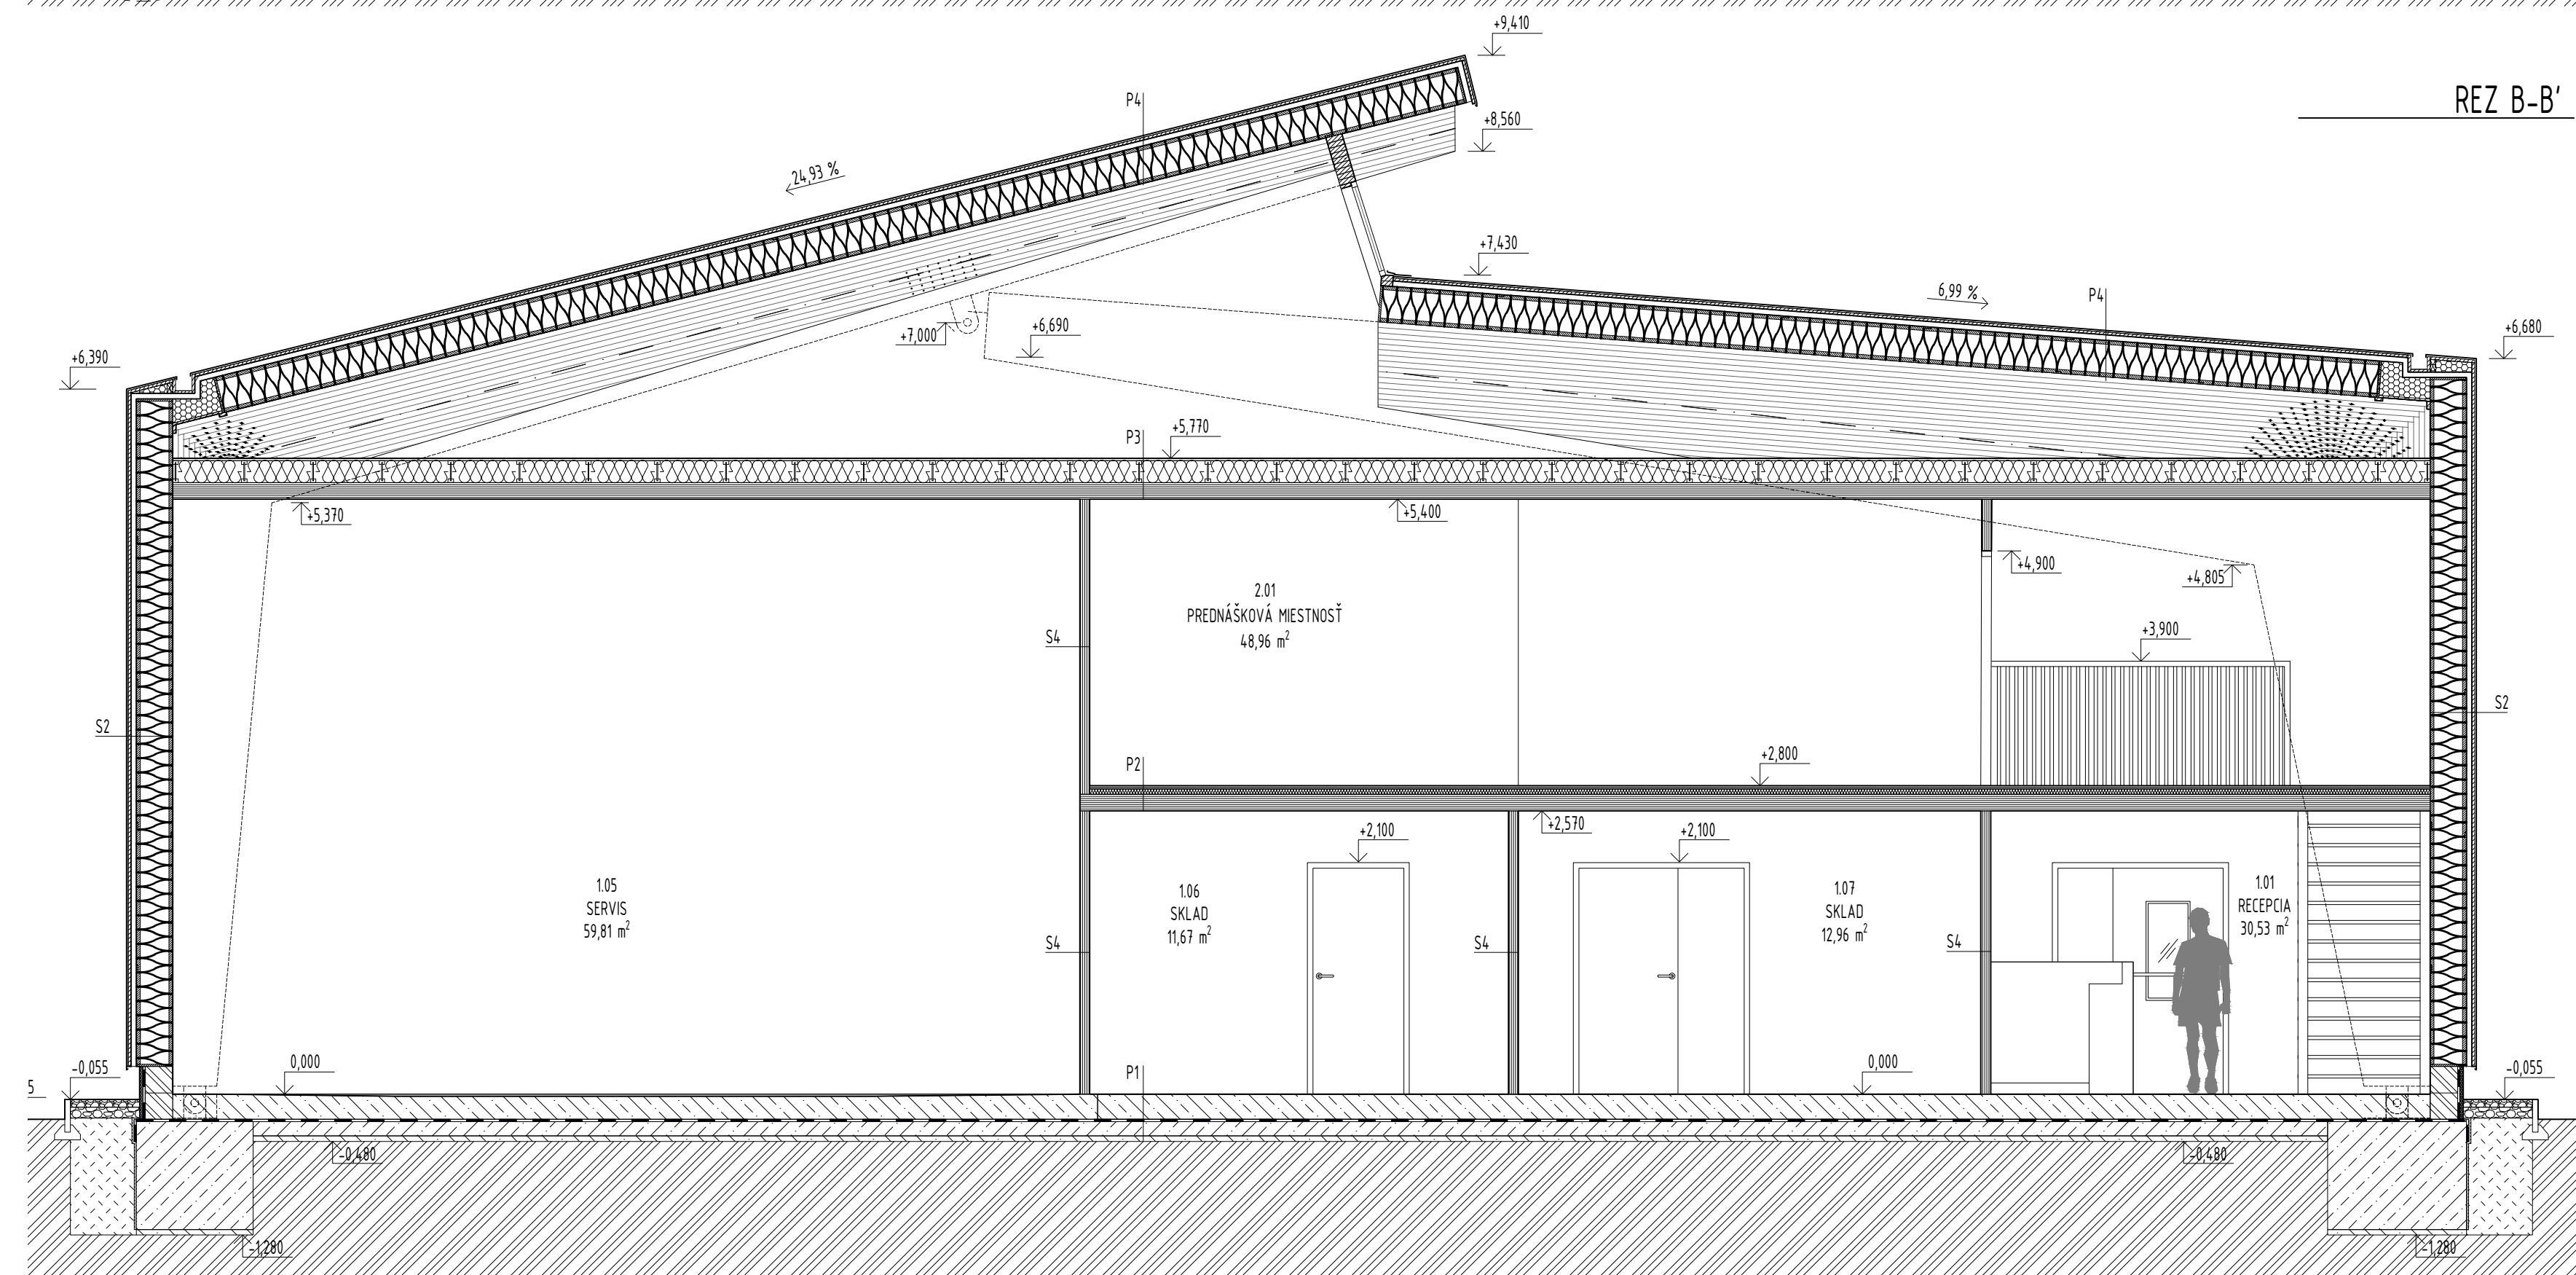 +9,410
REZ B-B'
P4
+8,560
24,93 %
+7,430
6,99 %
P4
+7,000
+6,690
+6,390
+6,680
P3
+5,770
+5,370
+5,400
+4,900
+4,805
2.01
PREDNÁŠKOVÁ MIESTNOSŤ
48,96 m²
+3,900
S4
S2
S2
P2
+2,800
+2,570
+2,100
+2,100
1.05
SERVIS
59,81 m²
1.06
SKLAD
11,67 m²
1.07
SKLAD
12,96 m²
1.01
RECEPCIA
30,53 m²
S4
S4
S4
0,000
0,000
P1
5
-0,055
-0,055
-0,480
-0,480
-1,280
-1,280